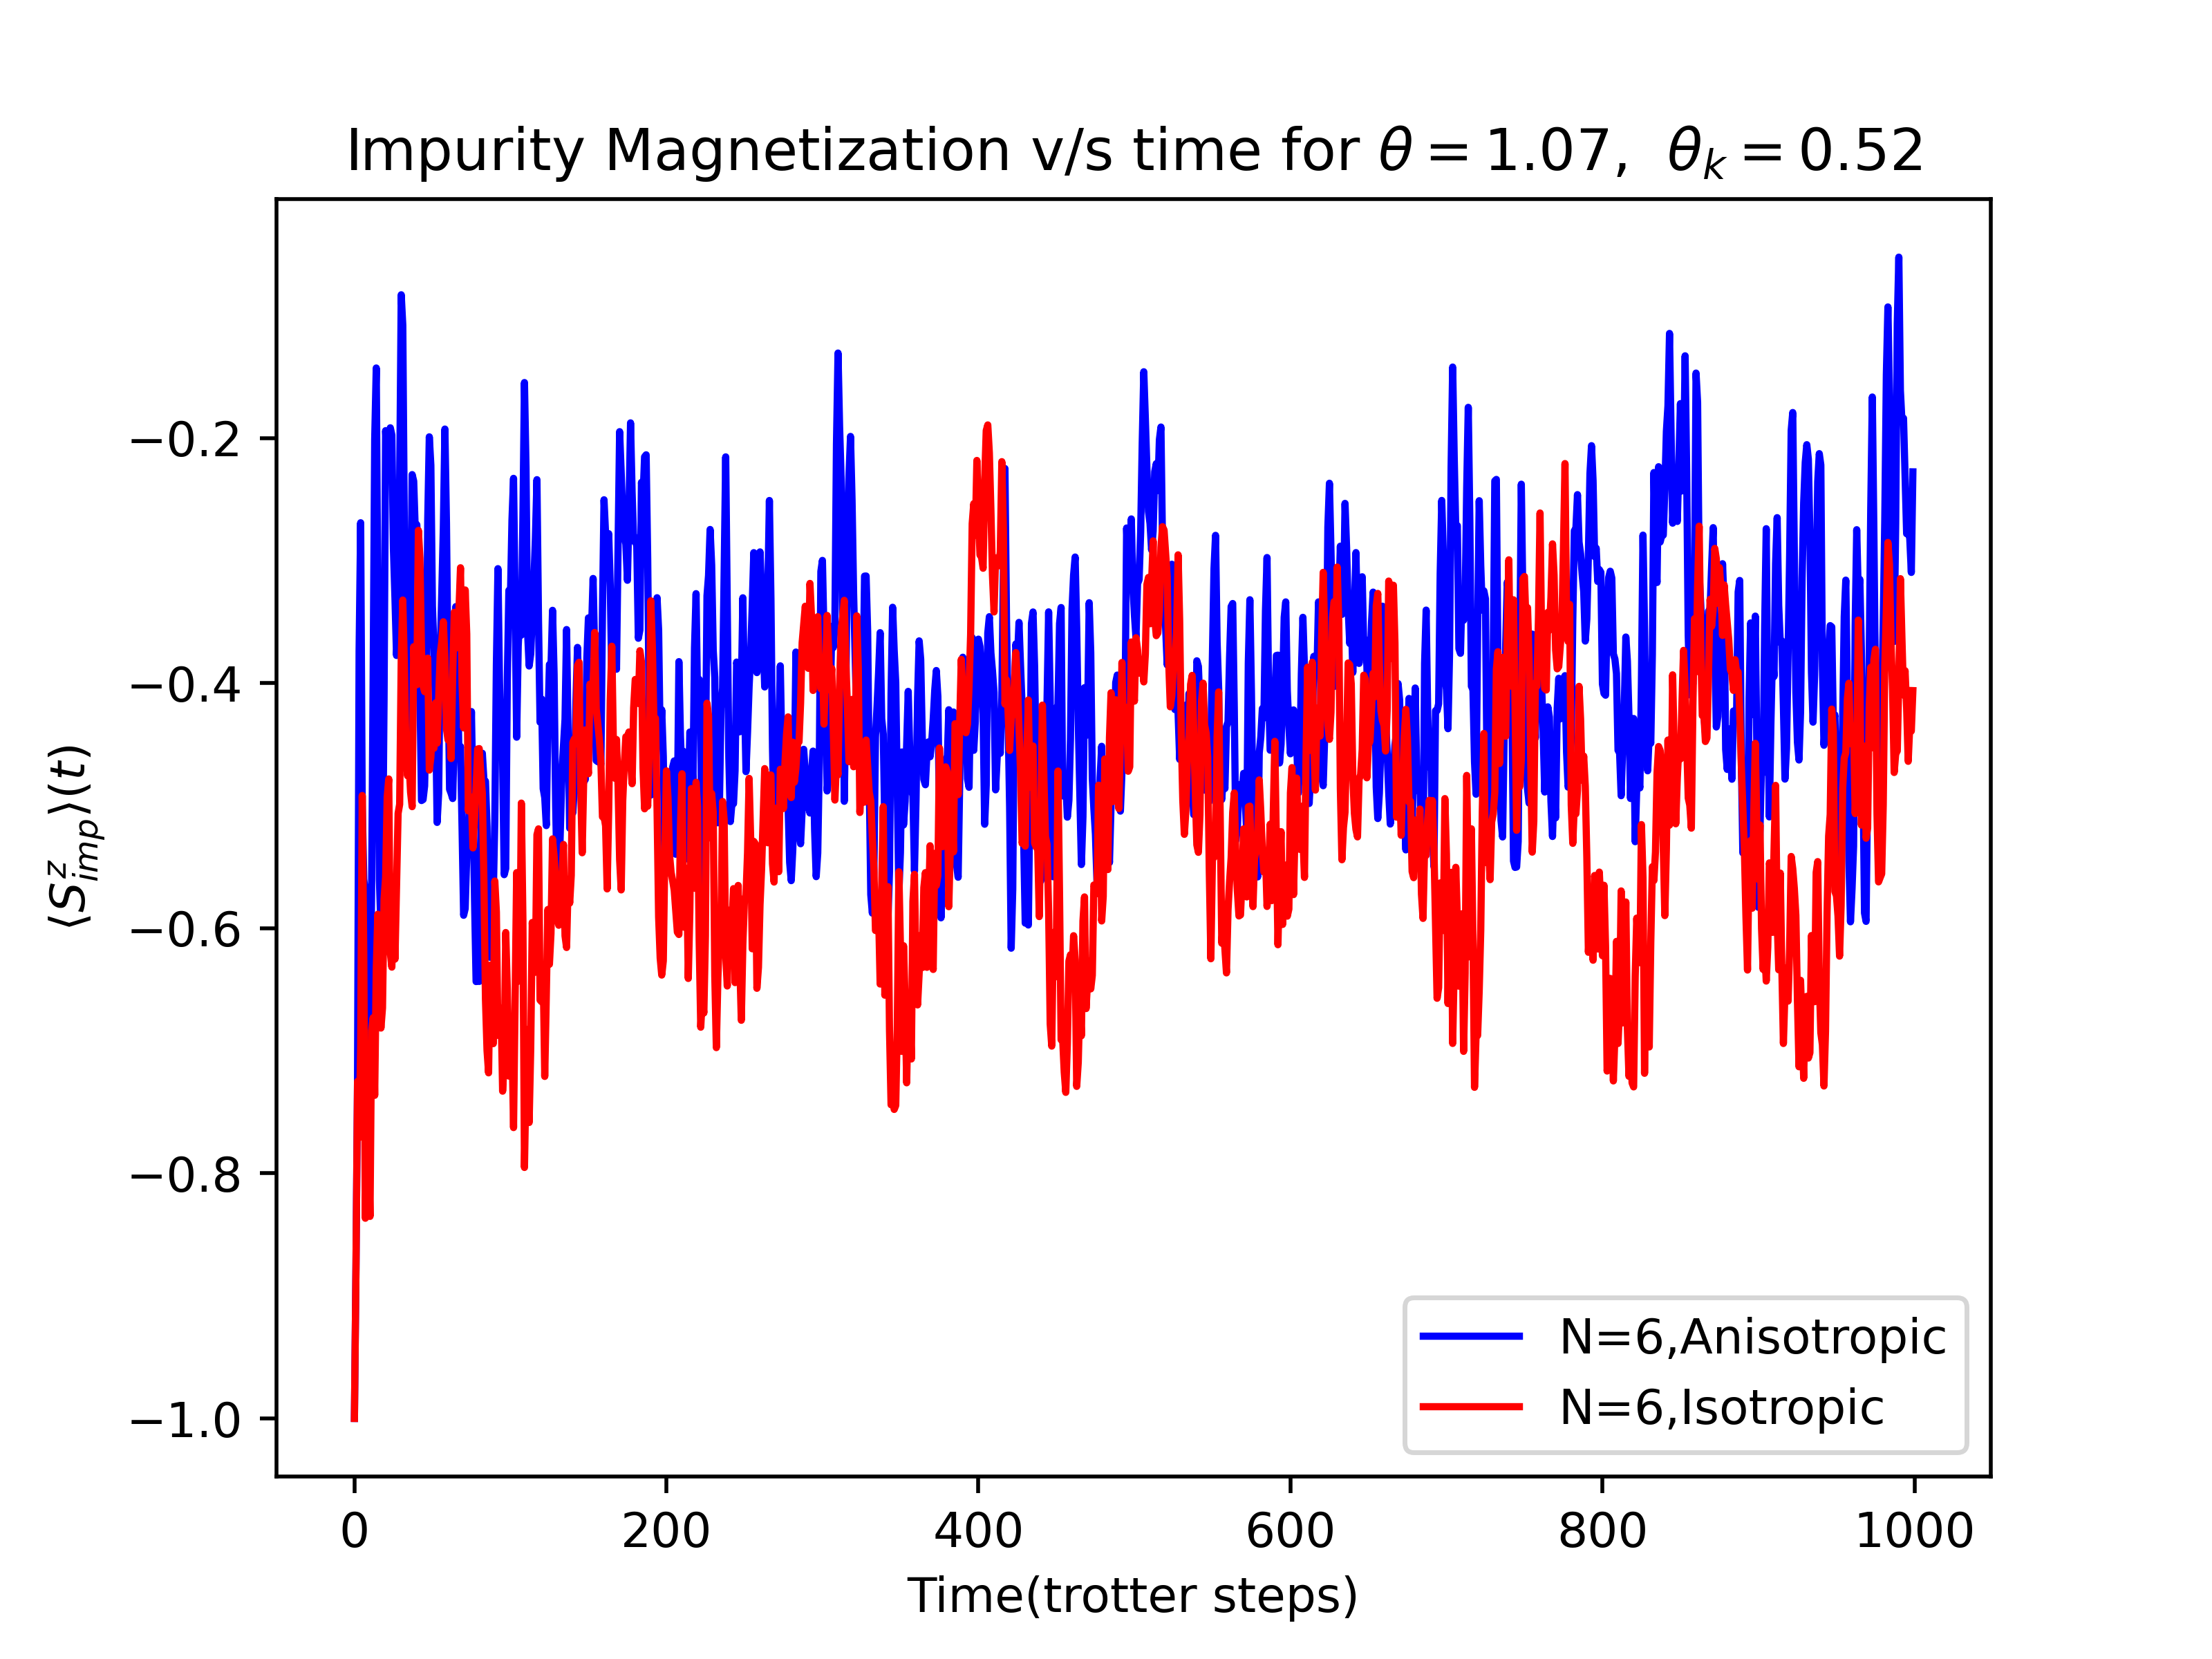 Impurity Magnetization v/s time for θ = 1.07, θₖ = 0.52
−0.2
−0.4
−0.6
−0.8
−1.0
⟨S^z_imp⟩(t)
0 200 400 600 800 1000
Time(trotter steps)
N=6,Anisotropic
N=6,Isotropic